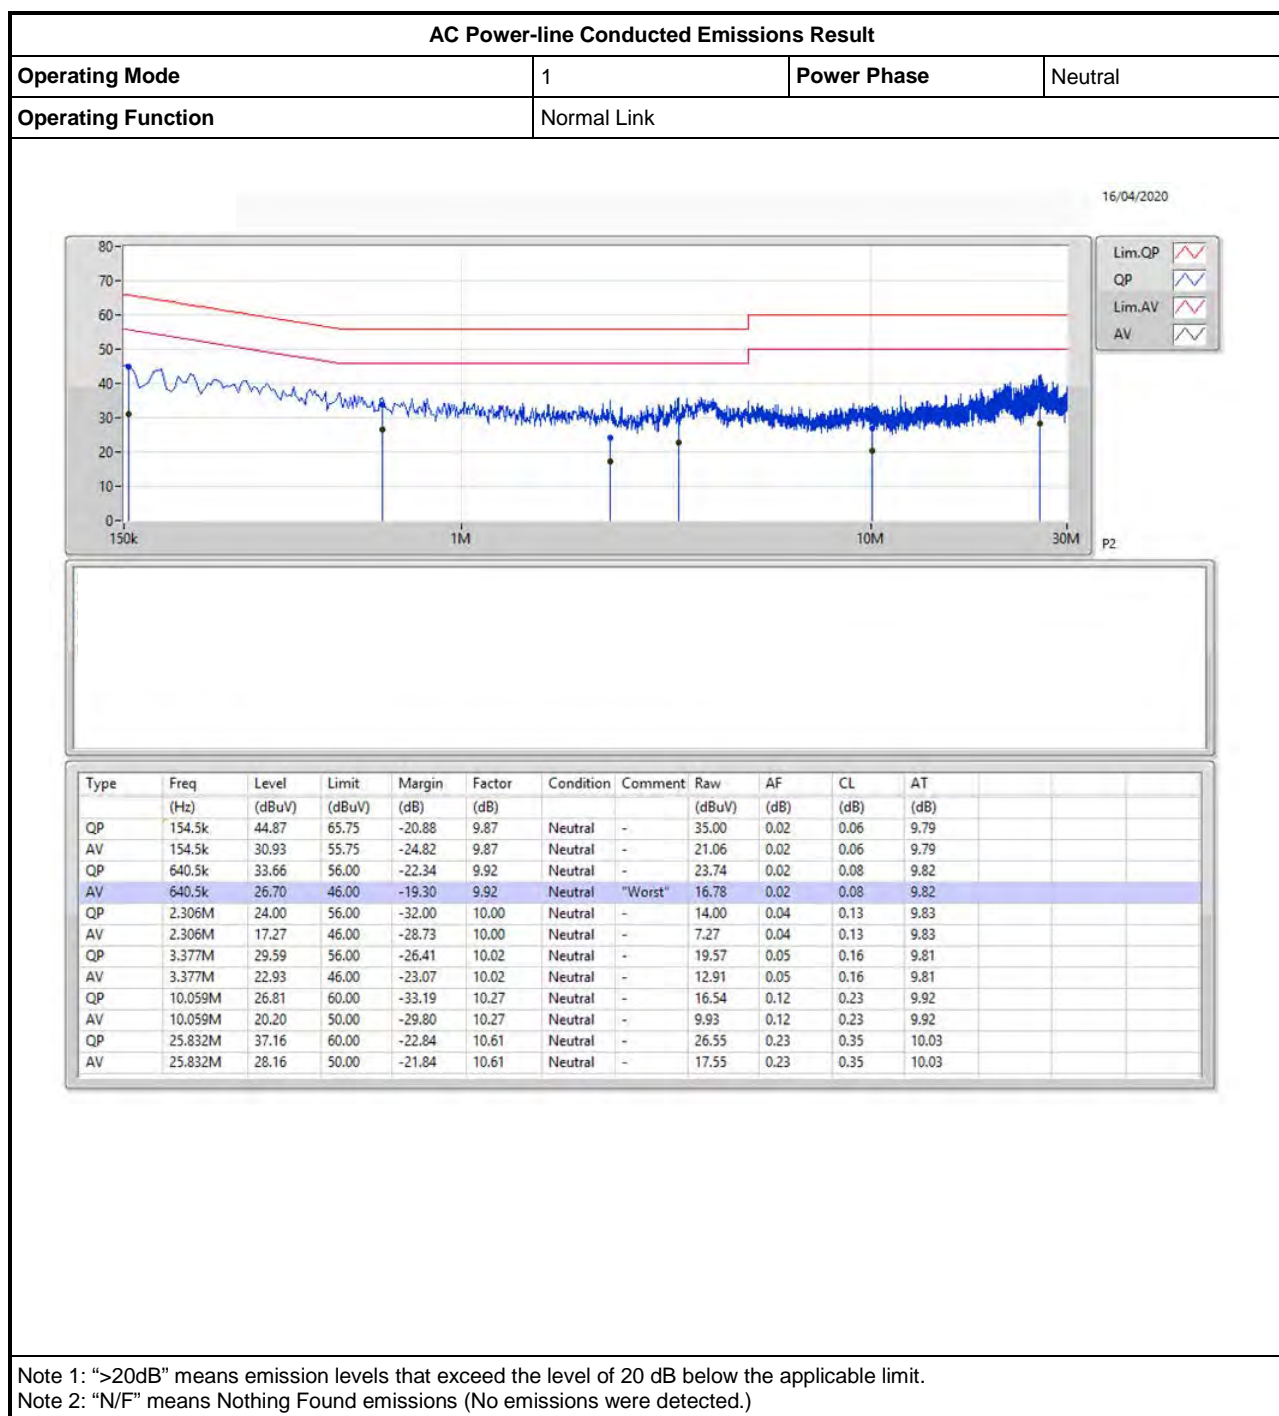 AC Power-line Conducted Emissions Result
Operating Mode 1 Power Phase Neutral
Operating Function Normal Link
16/04/2020
80
70
60
50
40
30
20
10
0
150k 1M 10M 30M
Lim.QP
QP
Lim.AV
AV
P2
Type Freq Level Limit Margin Factor Condition Comment Raw AF CL AT
(Hz) (dBuV) (dBuV) (dB) (dB) (dBuV) (dB) (dB) (dB)
QP 154.5k 44.87 65.75 -20.88 9.87 Neutral - 35.00 0.02 0.06 9.79
AV 154.5k 30.93 55.75 -24.82 9.87 Neutral - 21.06 0.02 0.06 9.79
QP 640.5k 33.66 56.00 -22.34 9.92 Neutral - 23.74 0.02 0.08 9.82
AV 640.5k 26.70 46.00 -19.30 9.92 Neutral "Worst" 16.78 0.02 0.08 9.82
QP 2.306M 24.00 56.00 -32.00 10.00 Neutral - 14.00 0.04 0.13 9.83
AV 2.306M 17.27 46.00 -28.73 10.00 Neutral - 7.27 0.04 0.13 9.83
QP 3.377M 29.59 56.00 -26.41 10.02 Neutral - 19.57 0.05 0.16 9.81
AV 3.377M 22.93 46.00 -23.07 10.02 Neutral - 12.91 0.05 0.16 9.81
QP 10.059M 26.81 60.00 -33.19 10.27 Neutral - 16.54 0.12 0.23 9.92
AV 10.059M 20.20 50.00 -29.80 10.27 Neutral - 9.93 0.12 0.23 9.92
QP 25.832M 37.16 60.00 -22.84 10.61 Neutral - 26.55 0.23 0.35 10.03
AV 25.832M 28.16 50.00 -21.84 10.61 Neutral - 17.55 0.23 0.35 10.03
Note 1: “>20dB” means emission levels that exceed the level of 20 dB below the applicable limit.
Note 2: “N/F” means Nothing Found emissions (No emissions were detected.)